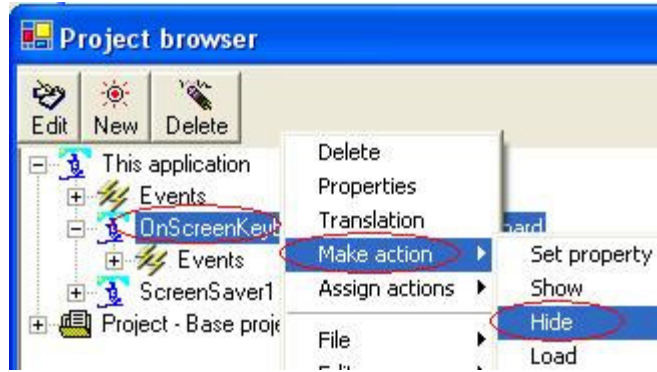 Project browser
Edit New Delete
This application
Events
OnScreenKey
Events
ScreenSaver1
Project - Base
Delete
Properties
Translation
Make action
Assign actions
File
Set property
Show
Hide
Load